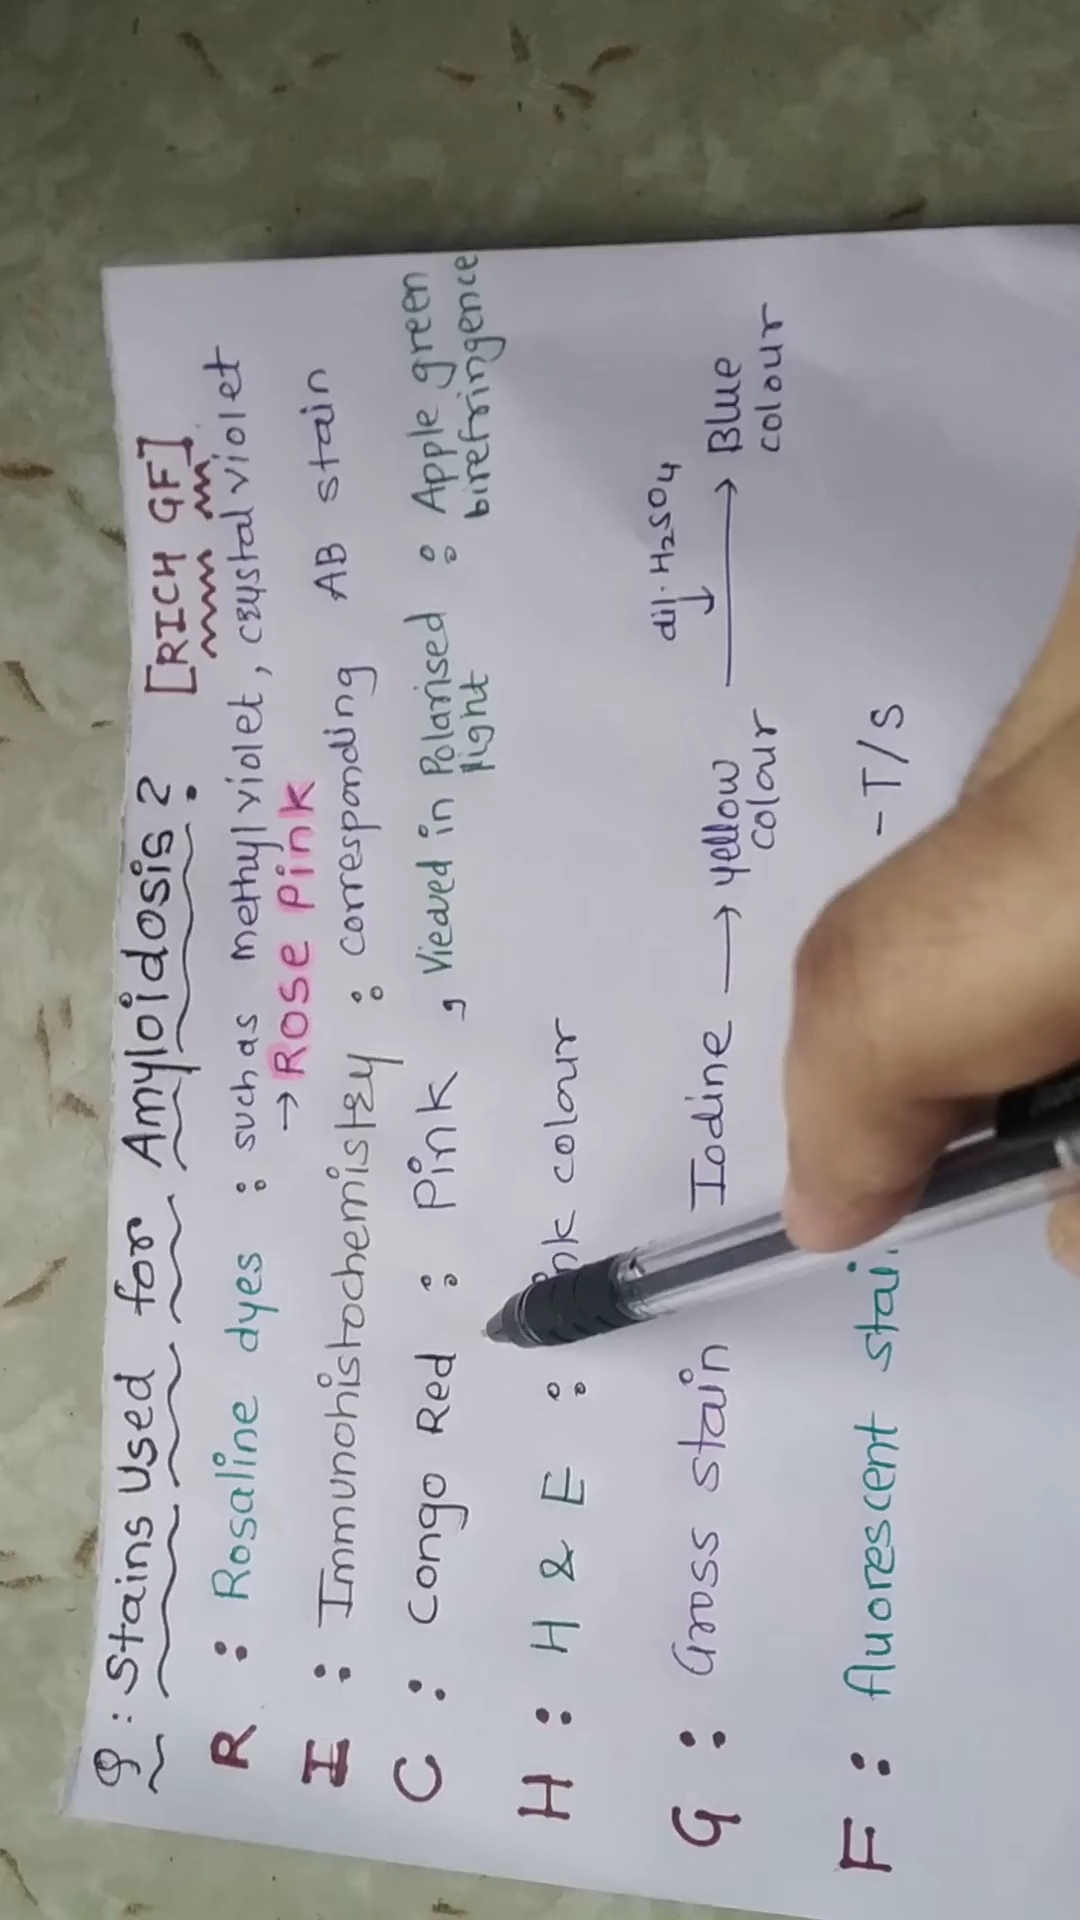 Q : Stains Used for Amyloidosis ? [RICH GF]
R : Rosaline dyes : such as methyl violet, crystal violet
→ Rose Pink
I : Immunohistochemistry : corresponding AB stain
C : Congo Red : Pink , Viewed in Polarised light : Apple green birefringence
H : H & E : nk colour
G : Gross stain Iodine → yellow colour dil. H2SO4 → Blue colour
F : fluorescent stai - T/S